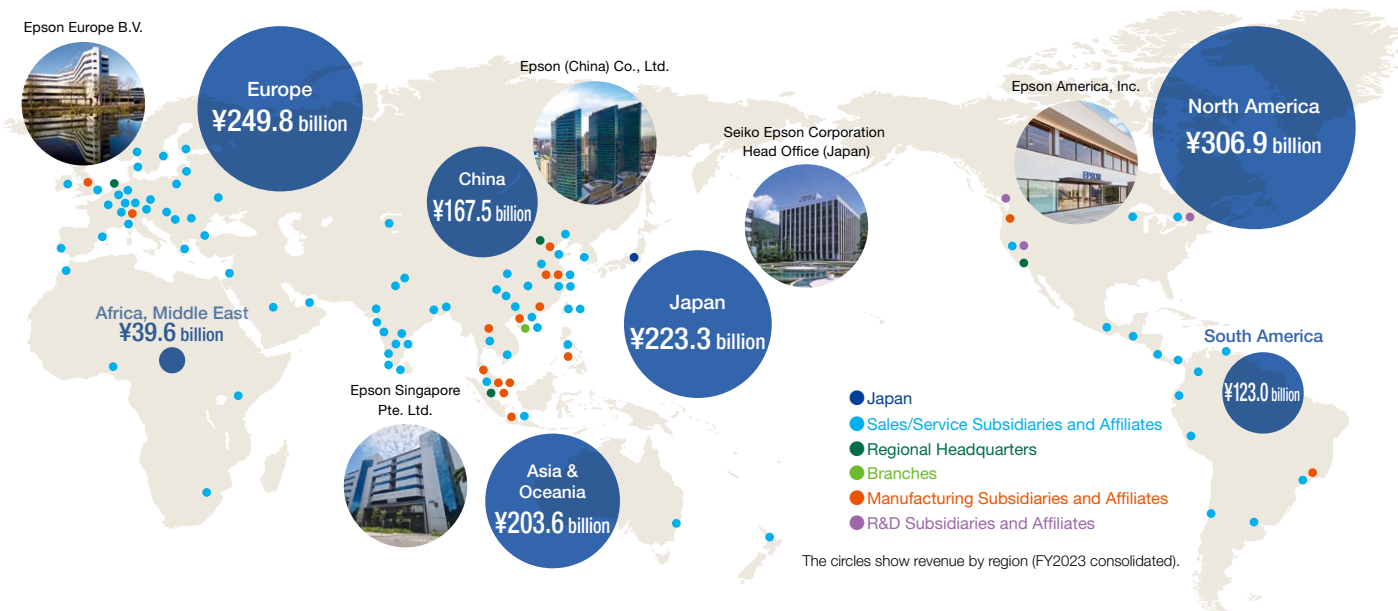 Epson Europe B.V.
Europe
¥249.8 billion
Epson (China) Co., Ltd.
China
¥167.5 billion
Seiko Epson Corporation
Head Office (Japan)
Epson America, Inc.
EPSON
North America
¥306.9 billion
Japan
¥223.3 billion
Africa, Middle East
¥39.6 billion
South America
¥123.0 billion
Epson Singapore
Pte. Ltd.
Asia &
Oceania
¥203.6 billion
Japan
Sales/Service Subsidiaries and Affiliates
Regional Headquarters
Branches
Manufacturing Subsidiaries and Affiliates
R&D Subsidiaries and Affiliates
The circles show revenue by region (FY2023 consolidated).